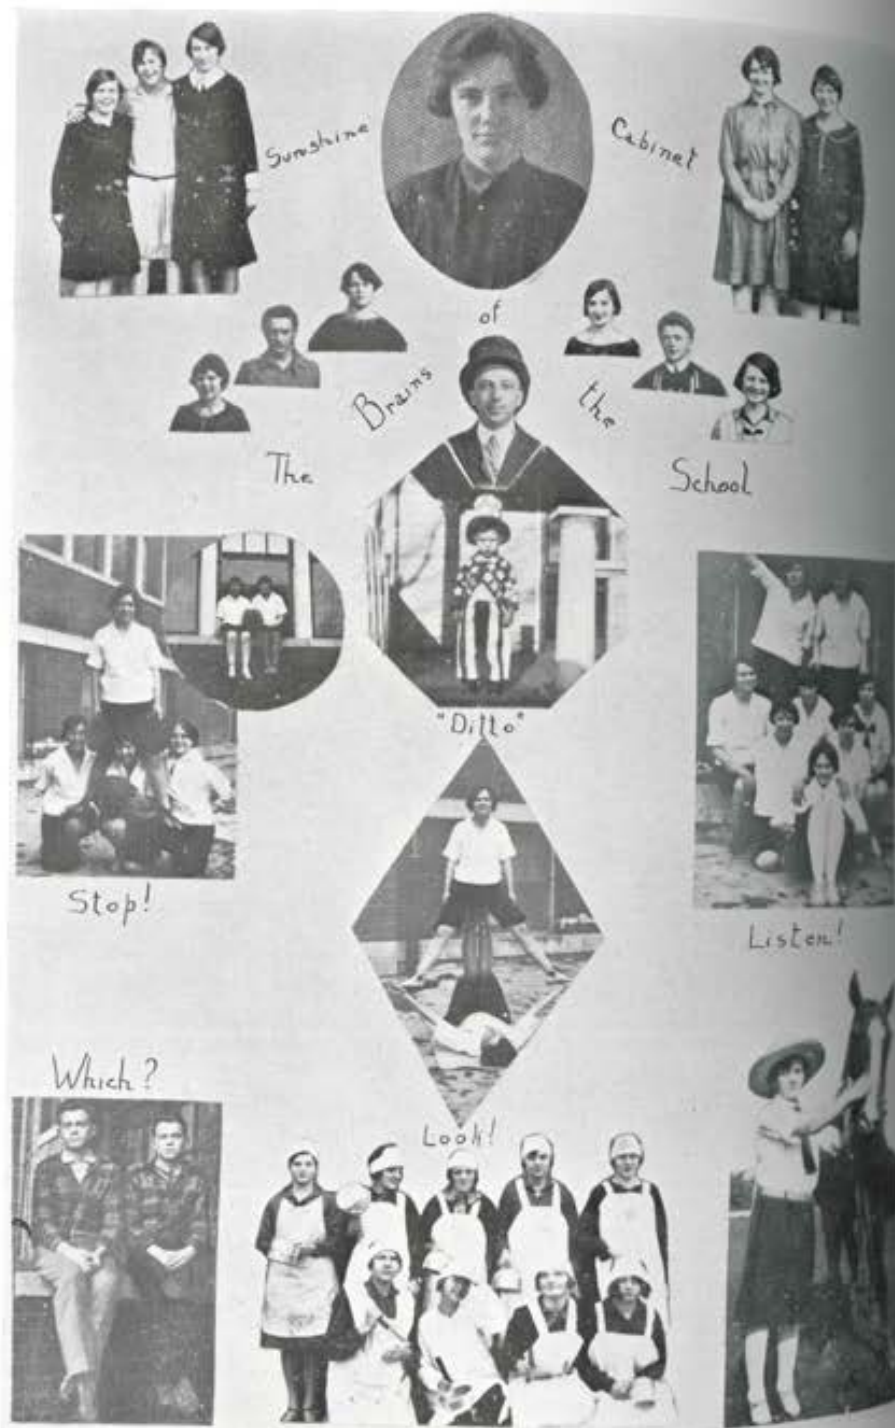 Sunshine Cabinet
The Brains of the School
"Ditto"
Stop!
Listen!
Which?
Look!